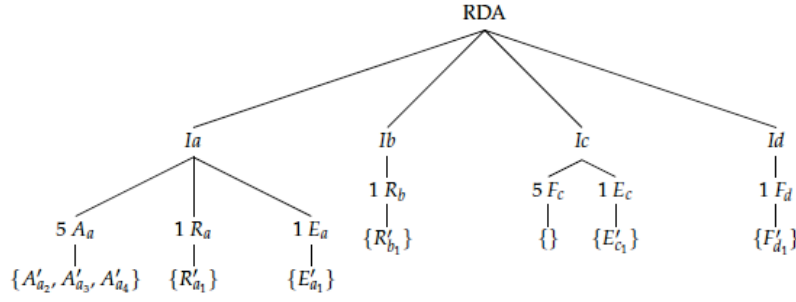 RDA
Ia Ib Ic Id
1 R_b 5 F_c 1 E_c 1 F_d
5 A_a 1 R_a 1 E_a {R'_{b_1}} {} {E'_{c_1}} {F'_{d_1}}
{A'_{a_2}, A'_{a_3}, A'_{a_4}} {R'_{a_1}} {E'_{a_1}}